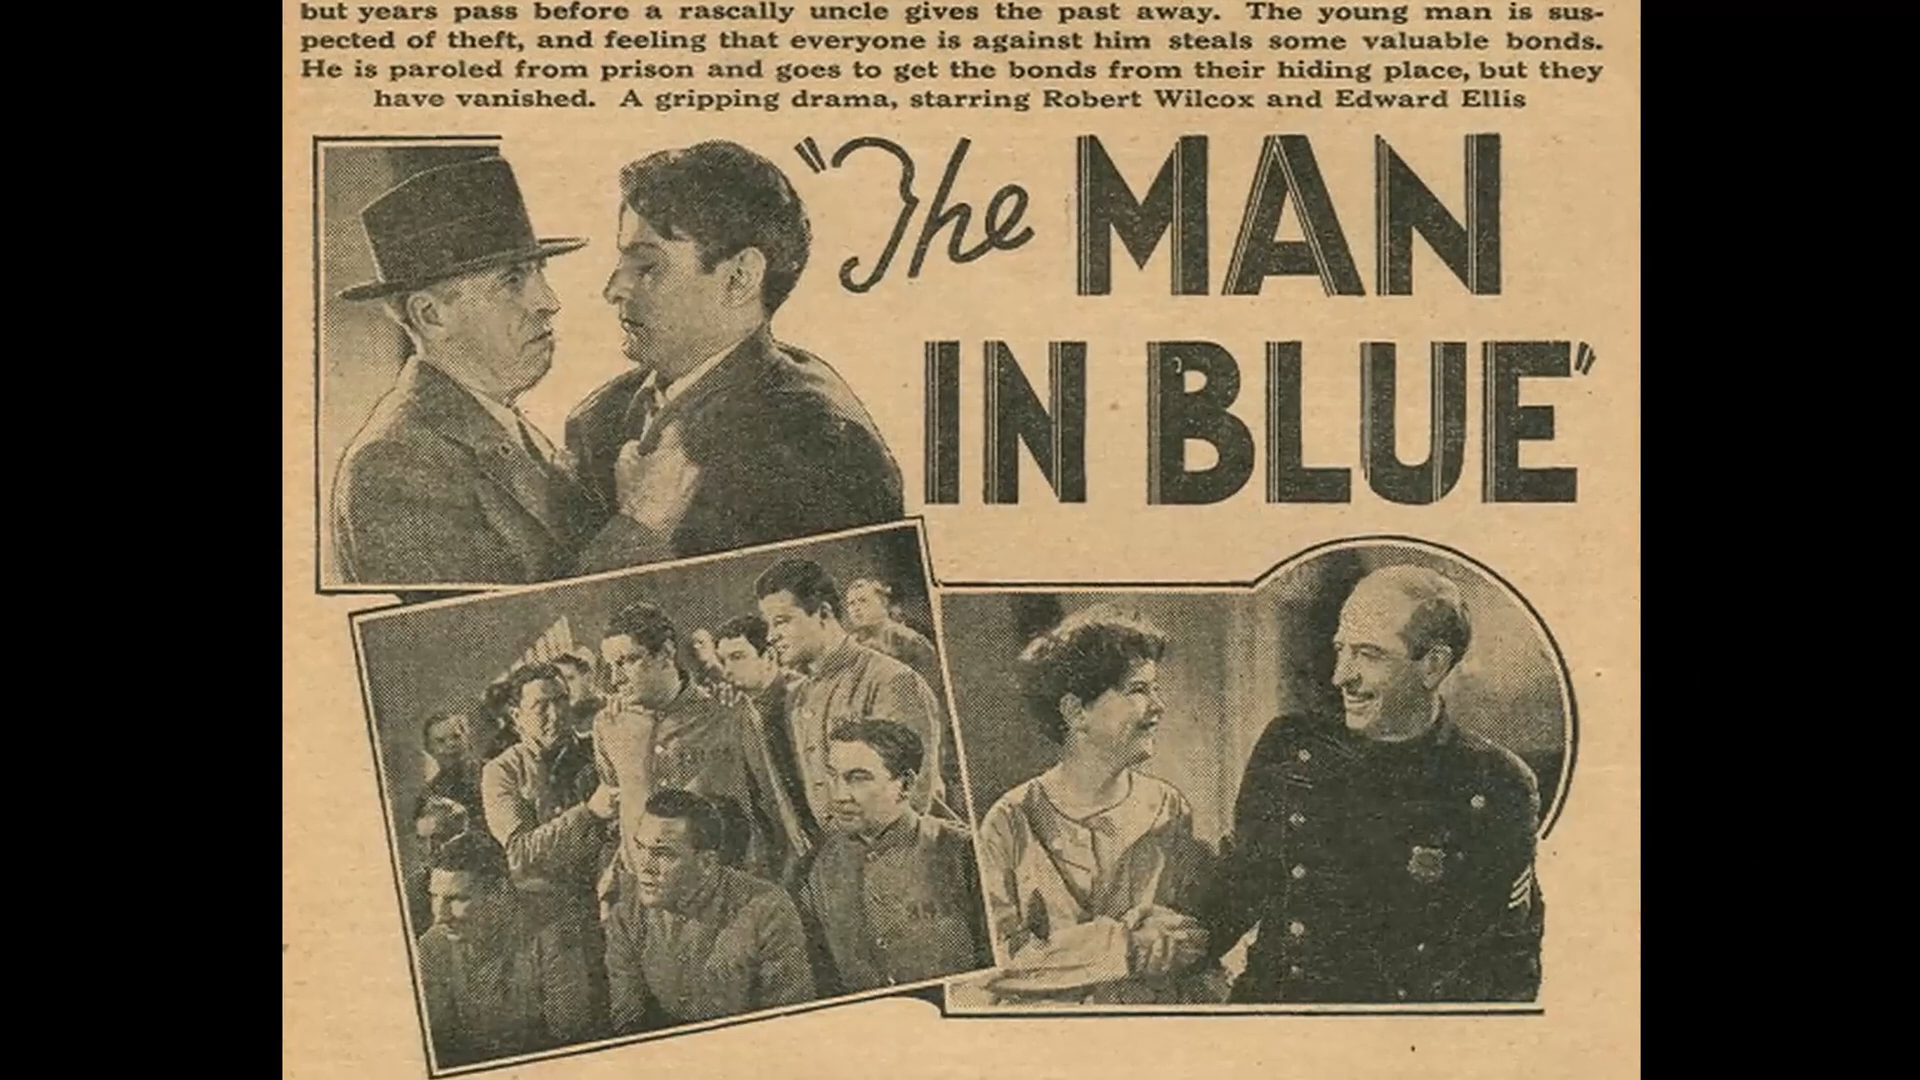 but years pass before a rascally uncle gives the past away. The young man is sus-
pected of theft, and feeling that everyone is against him steals some valuable bonds.
He is paroled from prison and goes to get the bonds from their hiding place, but they
have vanished. A gripping drama, starring Robert Wilcox and Edward Ellis
"The MAN
IN BLUE"